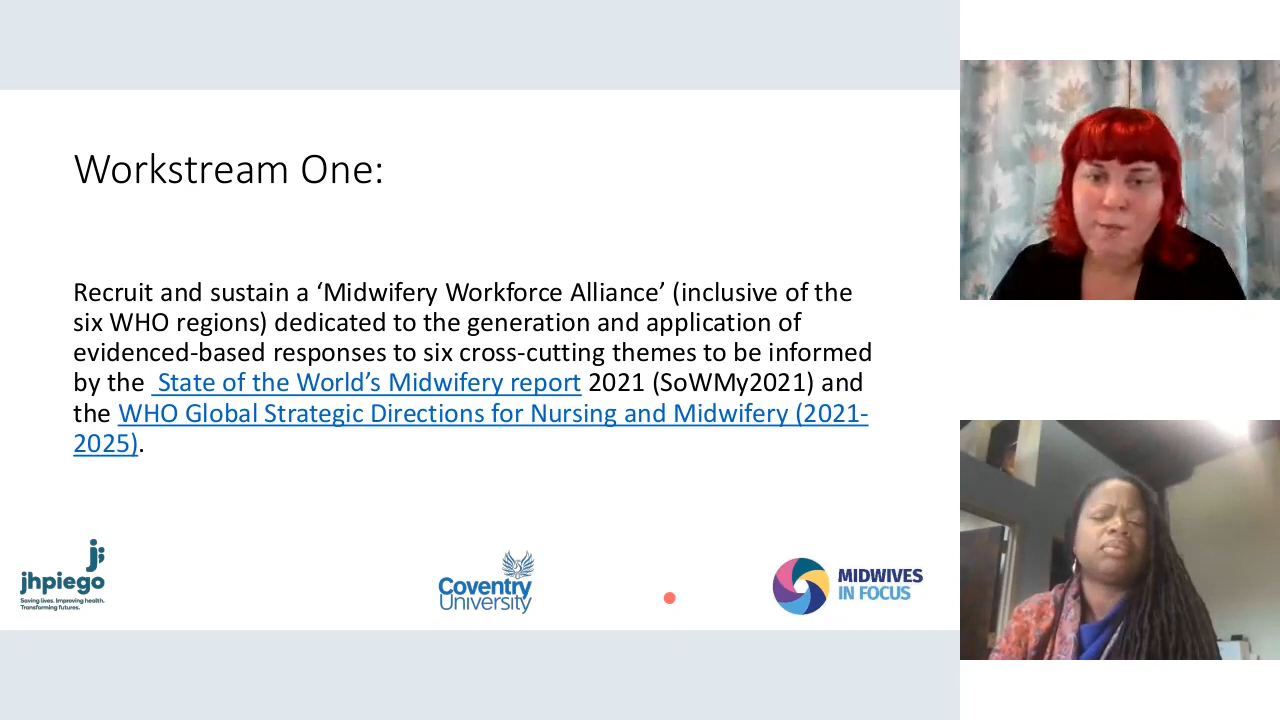 Workstream One:
Recruit and sustain a ‘Midwifery Workforce Alliance’ (inclusive of the
six WHO regions) dedicated to the generation and application of
evidenced-based responses to six cross-cutting themes to be informed
by the State of the World’s Midwifery report 2021 (SoWMy2021) and
the WHO Global Strategic Directions for Nursing and Midwifery (2021-
2025).
jhpiego
Saving lives. Improving health.
Transforming futures.
Coventry
University
MIDWIVES
IN FOCUS